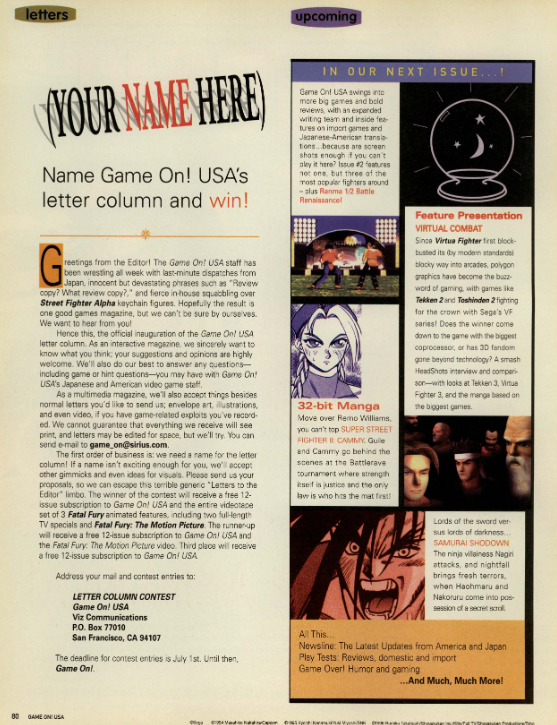 letters
(YOUR NAME HERE)
Name Game On! USA's
letter column and win!
Greetings from the Editor! The Game On! USA staff has
been wrestling all week with last-minute dispatches from
Japan, innocent but devastating phrases such as "Review
copy? What review copy?," and fierce in-house squabbling over
Street Fighter Alpha keychain figures. Hopefully the result is
one good games magazine, but we can't be sure by ourselves.
We want to hear from you!
Hence this, the official inauguration of the Game On! USA
letter column. As an interactive magazine, we sincerely want to
know what you think; your suggestions and opinions are highly
welcome. We'll also do our best to answer any questions—
including game or hint questions—you may have with Game On!
USA's Japanese and American video game staff.
As a multimedia magazine, we'll also accept things besides
normal letters you'd like to send us; envelope art, illustrations,
and even video, if you have game-related exploits you've record-
ed. We cannot guarantee that everything we receive will see
print, and letters may be edited for space, but we'll try. You can
send e-mail to game_on@sirius.com.
The first order of business is: we need a name for the letter
column! If a name isn't exciting enough for you, we'll accept
other gimmicks and even ideas for visuals. Please send us your
proposals, so we can escape this terrible generic "Letters to the
Editor" limbo. The winner of the contest will receive a free 12-
issue subscription to Game On! USA and the entire videotape
set of 3 Fatal Fury animated features, including two full-length
TV specials and Fatal Fury: The Motion Picture. The runner-up
will receive a free 12-issue subscription to Game On! USA and
the Fatal Fury: The Motion Picture video. Third place will receive
a free 12-issue subscription to Game On! USA.
Address your mail and contest entries to:
LETTER COLUMN CONTEST
Game On! USA
Viz Communications
P.O. Box 77010
San Francisco, CA 94107
The deadline for contest entries is July 1st. Until then,
Game On!
80 GAME ON! USA
upcoming
IN OUR NEXT ISSUE...!
Game On! USA swings into
more big games and bold
reviews, with an expanded
writing team and inside fea-
tures on import games and
Japanese-American transla-
tions...because are screen
shots enough if you can't
play it here? Issue #2 features
not one, but three of the
most popular fighters around
– plus Ranma 1/2 Battle
Renaissance!
Feature Presentation
VIRTUAL COMBAT
Since Virtua Fighter first block-
busted its (by modern standards)
blocky way into arcades, polygon
graphics have become the buzz-
word of gaming, with games like
Tekken 2 and Toshinden 2 fighting
for the crown with Sega's VF
series! Does the winner come
down to the game with the biggest
coprocessor, or has 3D fandom
gone beyond technology? A smash
HeadShots interview and compari-
son—with looks at Tekken 3, Virtua
Fighter 3, and the manga based on
the biggest games.
32-bit Manga
Move over Remo Williams,
you can't top SUPER STREET
FIGHTER II: CAMMY. Guile
and Cammy go behind the
scenes at the Battlerave
tournament where strength
itself is justice and the only
law is who hits the mat first!
Lords of the sword ver-
sus lords of darkness...
SAMURAI SHODOWN
The ninja villainess Nagiri
attacks, and nightfall
brings fresh terrors,
when Haohmaru and
Nakoruru come into pos-
session of a secret scroll.
All This...
Newsline: The Latest Updates from America and Japan
Play Tests: Reviews, domestic and import
Game Over! Humor and gaming
...And Much, Much More!